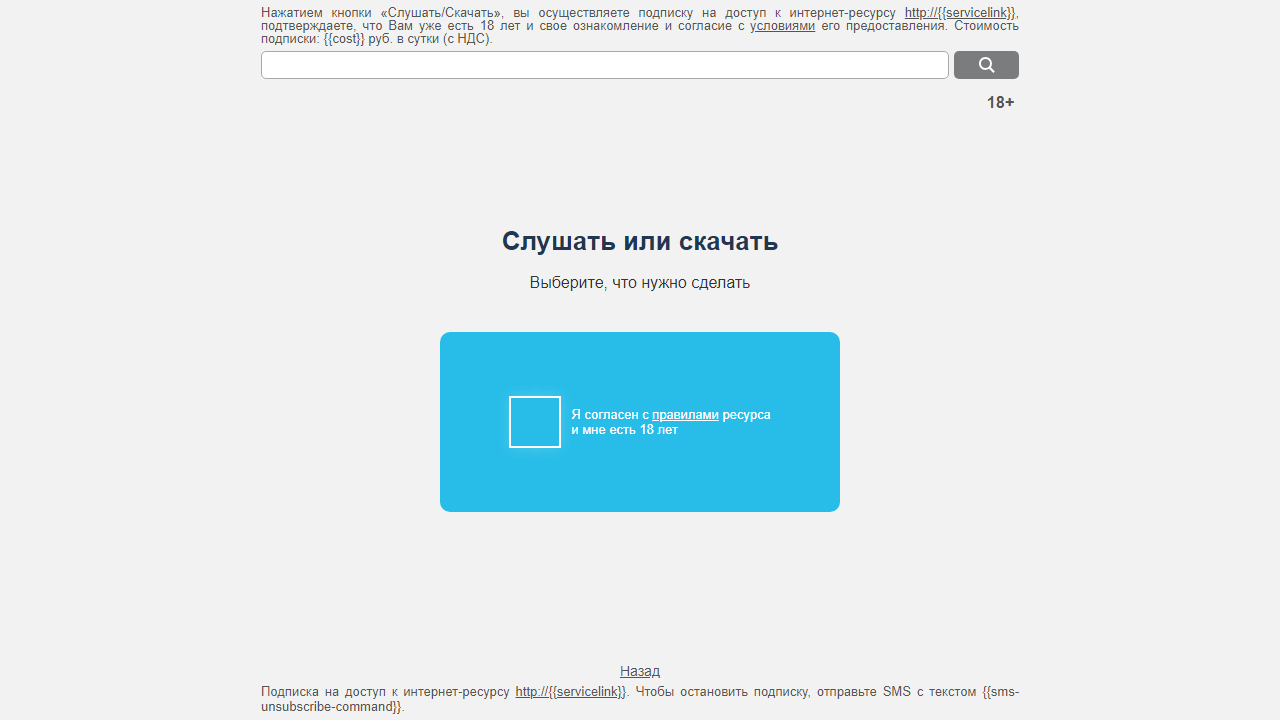 Нажатием кнопки «Слушать/Скачать», вы осуществляете подписку на доступ к интернет-ресурсу http://{{servicelink}},
подтверждаете, что Вам уже есть 18 лет и свое ознакомление и согласие с условиями его предоставления. Стоимость
подписки: {{cost}} руб. в сутки (с НДС).
18+
Слушать или скачать
Выберите, что нужно сделать
Я согласен с правилами ресурса
и мне есть 18 лет
Назад
Подписка на доступ к интернет-ресурсу http://{{servicelink}}. Чтобы остановить подписку, отправьте SMS с текстом {{sms-
unsubscribe-command}}.